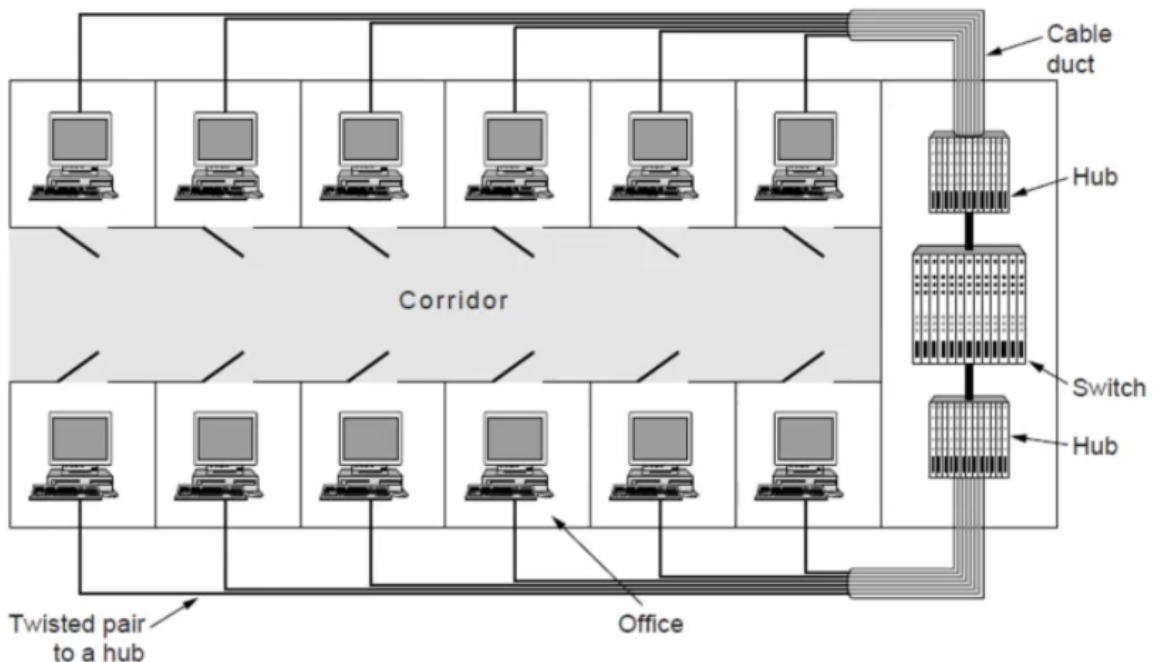 Cable
duct
Hub
Corridor
Switch
Hub
Twisted pair
to a hub
Office